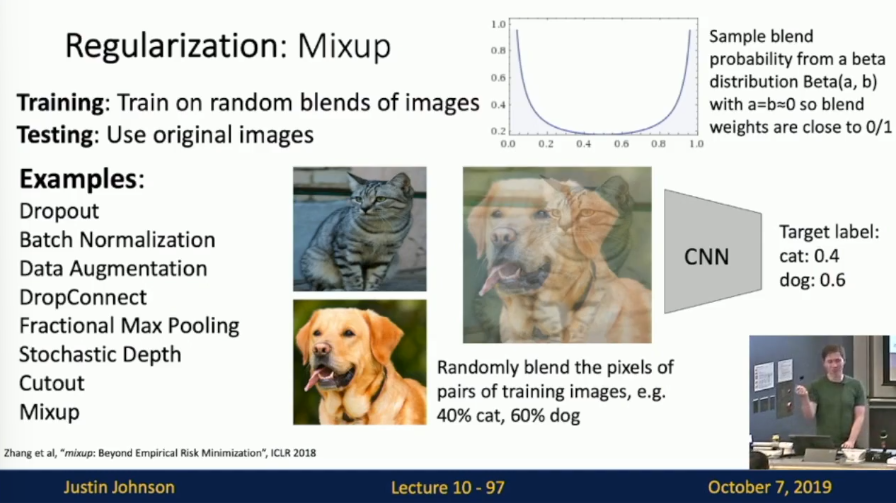 Regularization: Mixup
Training: Train on random blends of images
Testing: Use original images
Examples:
Dropout
Batch Normalization
Data Augmentation
DropConnect
Fractional Max Pooling
Stochastic Depth
Cutout
Mixup
1.0
0.8
0.6
0.4
0.2
0.0 0.2 0.4 0.6 0.8 1.0
Sample blend
probability from a beta
distribution Beta(a, b)
with a=b≈0 so blend
weights are close to 0/1
CNN
Target label:
cat: 0.4
dog: 0.6
Randomly blend the pixels of
pairs of training images, e.g.
40% cat, 60% dog
Zhang et al, “mixup: Beyond Empirical Risk Minimization”, ICLR 2018
Justin Johnson
Lecture 10 - 97
October 7, 2019